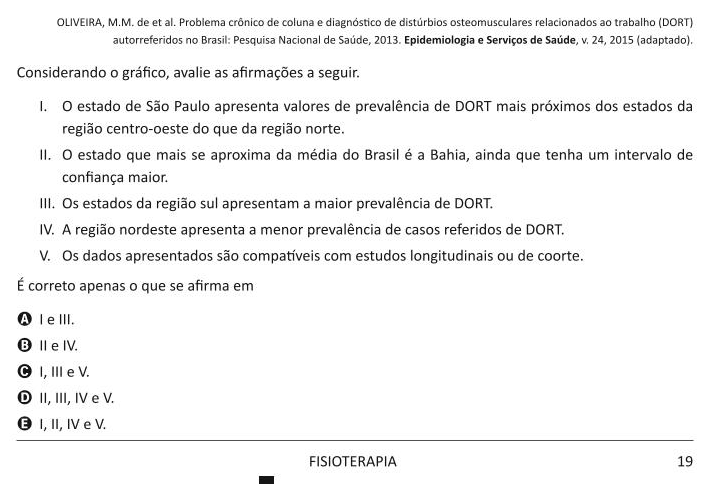 OLIVEIRA, M.M. de et al. Problema crônico de coluna e diagnóstico de distúrbios osteomusculares relacionados ao trabalho (DORT)
autorreferidos no Brasil: Pesquisa Nacional de Saúde, 2013. Epidemiologia e Serviços de Saúde, v. 24, 2015 (adaptado).
Considerando o gráfico, avalie as afirmações a seguir.
I. O estado de São Paulo apresenta valores de prevalência de DORT mais próximos dos estados da
região centro-oeste do que da região norte.
II. O estado que mais se aproxima da média do Brasil é a Bahia, ainda que tenha um intervalo de
confiança maior.
III. Os estados da região sul apresentam a maior prevalência de DORT.
IV. A região nordeste apresenta a menor prevalência de casos referidos de DORT.
V. Os dados apresentados são compatíveis com estudos longitudinais ou de coorte.
É correto apenas o que se afirma em
A I e III.
B II e IV.
C I, III e V.
D II, III, IV e V.
E I, II, IV e V.
FISIOTERAPIA 19